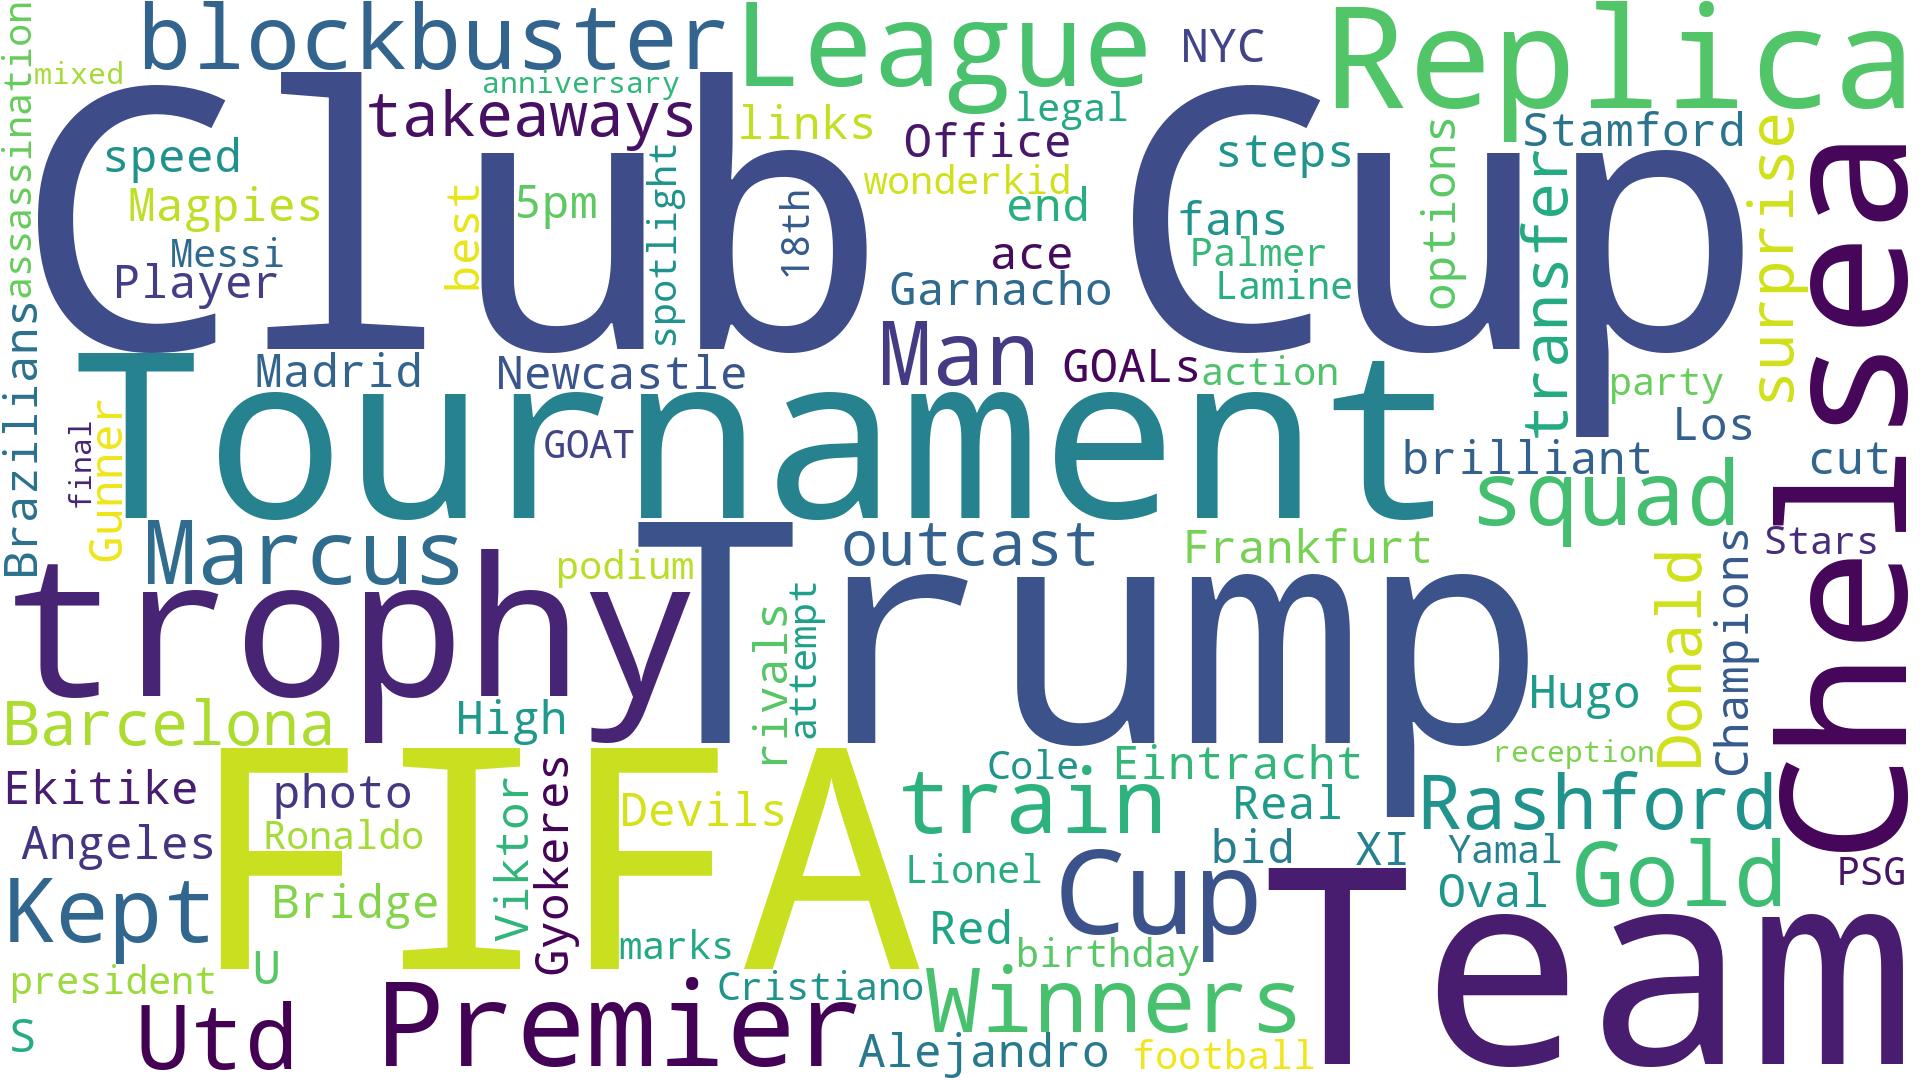 blockbuster
League
NYC
Replica
mixed
anniversary
takeaways
links
legal
Office
Stamford
assassination
Club Cup
speed
steps
options
surprise
Magpies
best
5pm
spotlight
18th
wonderkid
end
fans
transfer
Messi
Player
ace
Palmer
Garnacho
Lamine
Chelsea
Brazilians
Madrid
Newcastle
Man
GOALs
action
party
Tournament
Gunner
final
GOAT
Los
brilliant
cut
squad
Marcus
podium
outcast
Frankfurt
Stars
trophy
Trump
rivals
attempt
Donald
Champions
Hugo
Barcelona
High
reception
Ekitike
FIFA
photo
Viktor
Gyokeres
Devils
Cole
Eintracht
train
Real
Rashford
Angeles
Ronaldo
bid
XI
Yamal
Gold
PSG
Kept
Bridge
Lionel
Cup
Oval
Team
Red
marks
birthday
president
U
Cristiano
Winners
S
Utd
Premier
Alejandro
football